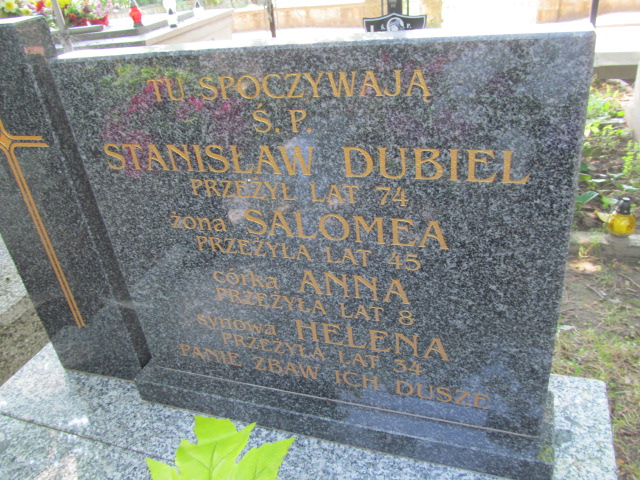 TU SPOCZYWAJĄ
Ś. P.
STANISŁAW DUBIEL
PRZEŻYŁ LAT 74
żona SALOMEA
PRZEŻYŁA LAT 45
córka ANNA
PRZEŻYŁA LAT 8
synowa HELENA
PRZEŻYŁA LAT 34
PANIE ZBAW ICH DUSZE